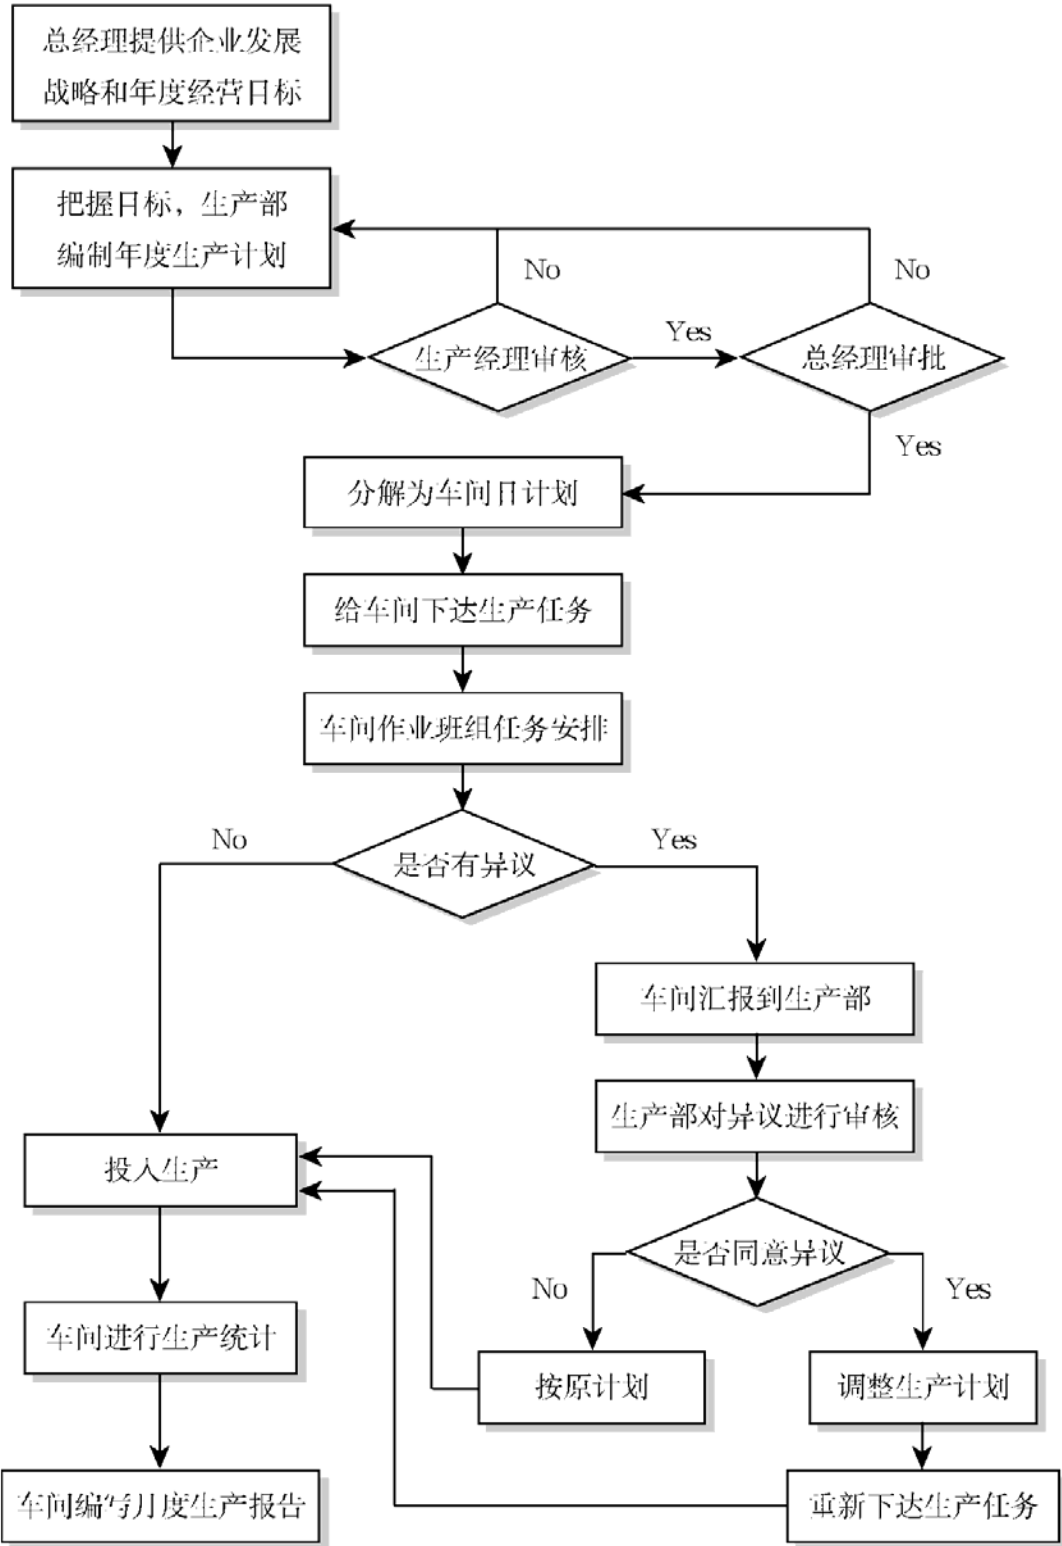 总经理提供企业发展
战略和年度经营目标
把握目标，生产部
编制年度生产计划
No
No
生产经理审核
Yes
总经理审批
Yes
分解为车间日计划
给车间下达生产任务
车间作业班组任务安排
No
是否有异议
Yes
车间汇报到生产部
生产部对异议进行审核
投入生产
是否同意异议
No
Yes
车间进行生产统计
按原计划
调整生产计划
车间编写月度生产报告
重新下达生产任务